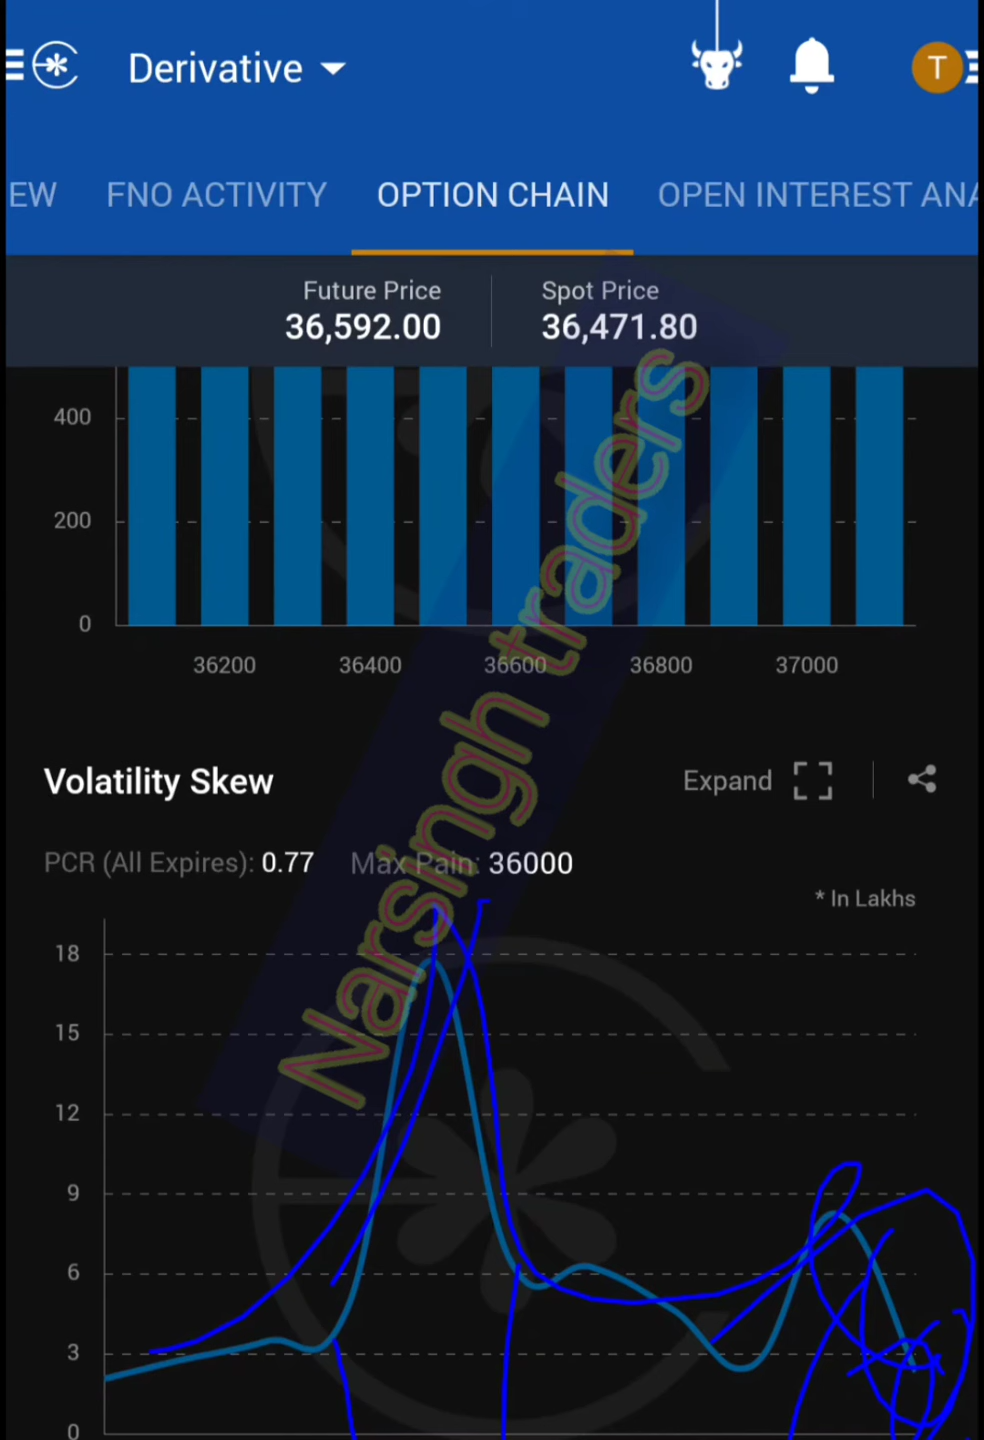 Derivative
T
EW FNO ACTIVITY OPTION CHAIN OPEN INTEREST ANA
Future Price
36,592.00
Spot Price
36,471.80
400
200
0
36200 36400 36600 36800 37000
Narsingh traders
Volatility Skew
Expand
PCR (All Expires): 0.77 Max Pain: 36000
* In Lakhs
18
15
12
9
6
3
0